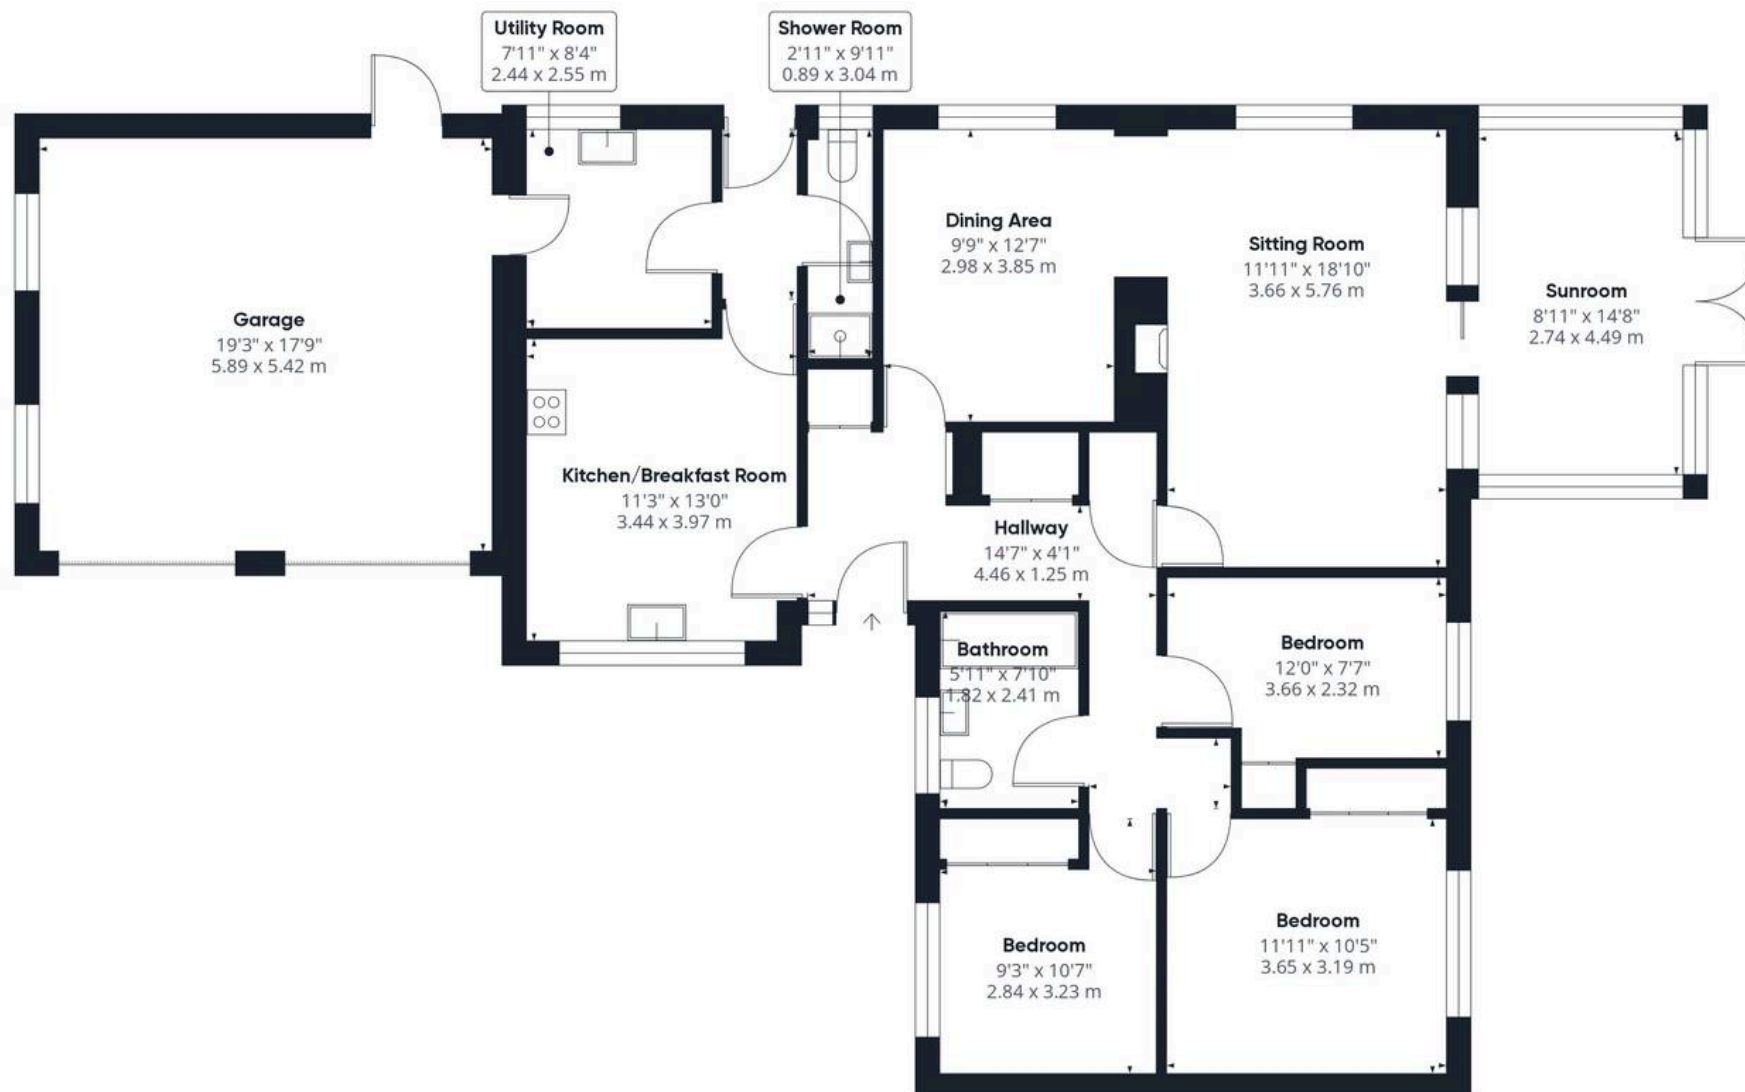 Utility Room
7'11" x 8'4"
2.44 x 2.55 m
Shower Room
2'11" x 9'11"
0.89 x 3.04 m
Dining Area
9'9" x 12'7"
2.98 x 3.85 m
Sitting Room
11'11" x 18'10"
3.66 x 5.76 m
Sunroom
8'11" x 14'8"
2.74 x 4.49 m
Garage
19'3" x 17'9"
5.89 x 5.42 m
Kitchen/Breakfast Room
11'3" x 13'0"
3.44 x 3.97 m
Hallway
14'7" x 4'1"
4.46 x 1.25 m
Bathroom
5'11" x 7'10"
1.82 x 2.41 m
Bedroom
12'0" x 7'7"
3.66 x 2.32 m
Bedroom
9'3" x 10'7"
2.84 x 3.23 m
Bedroom
11'11" x 10'5"
3.65 x 3.19 m